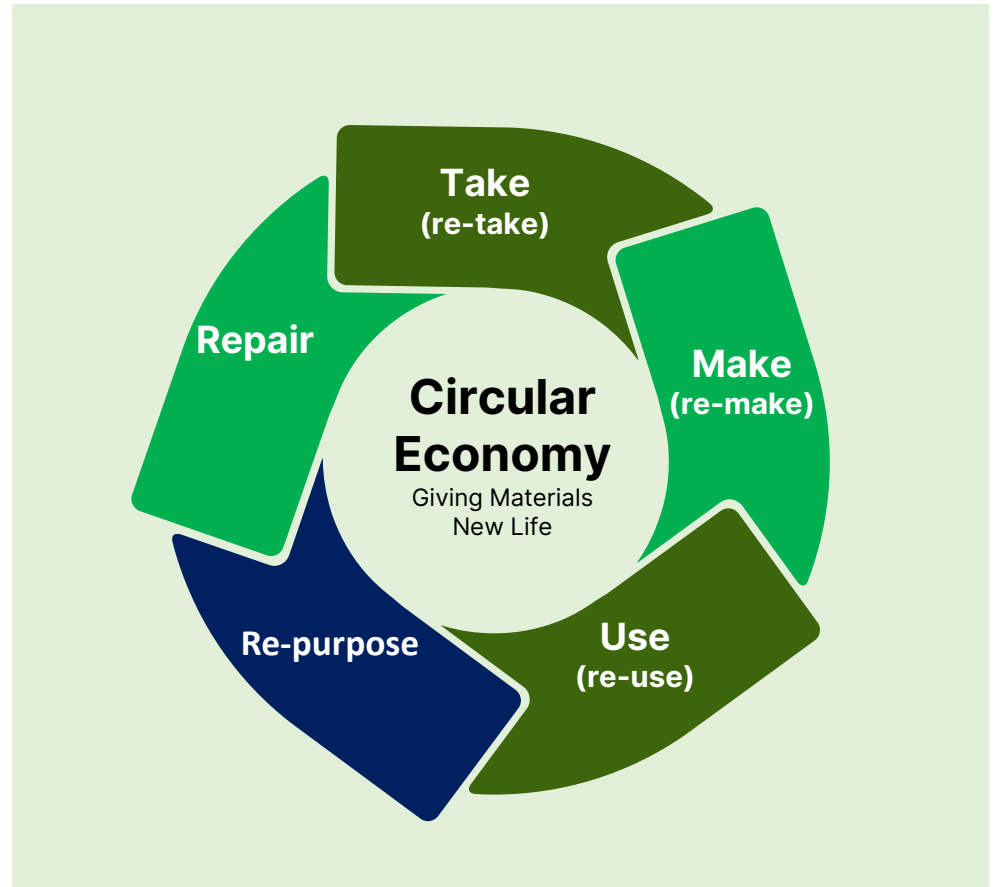 Take
(re-take)
Make
(re-make)
Use
(re-use)
Re-purpose
Repair
Circular
Economy
Giving Materials
New Life